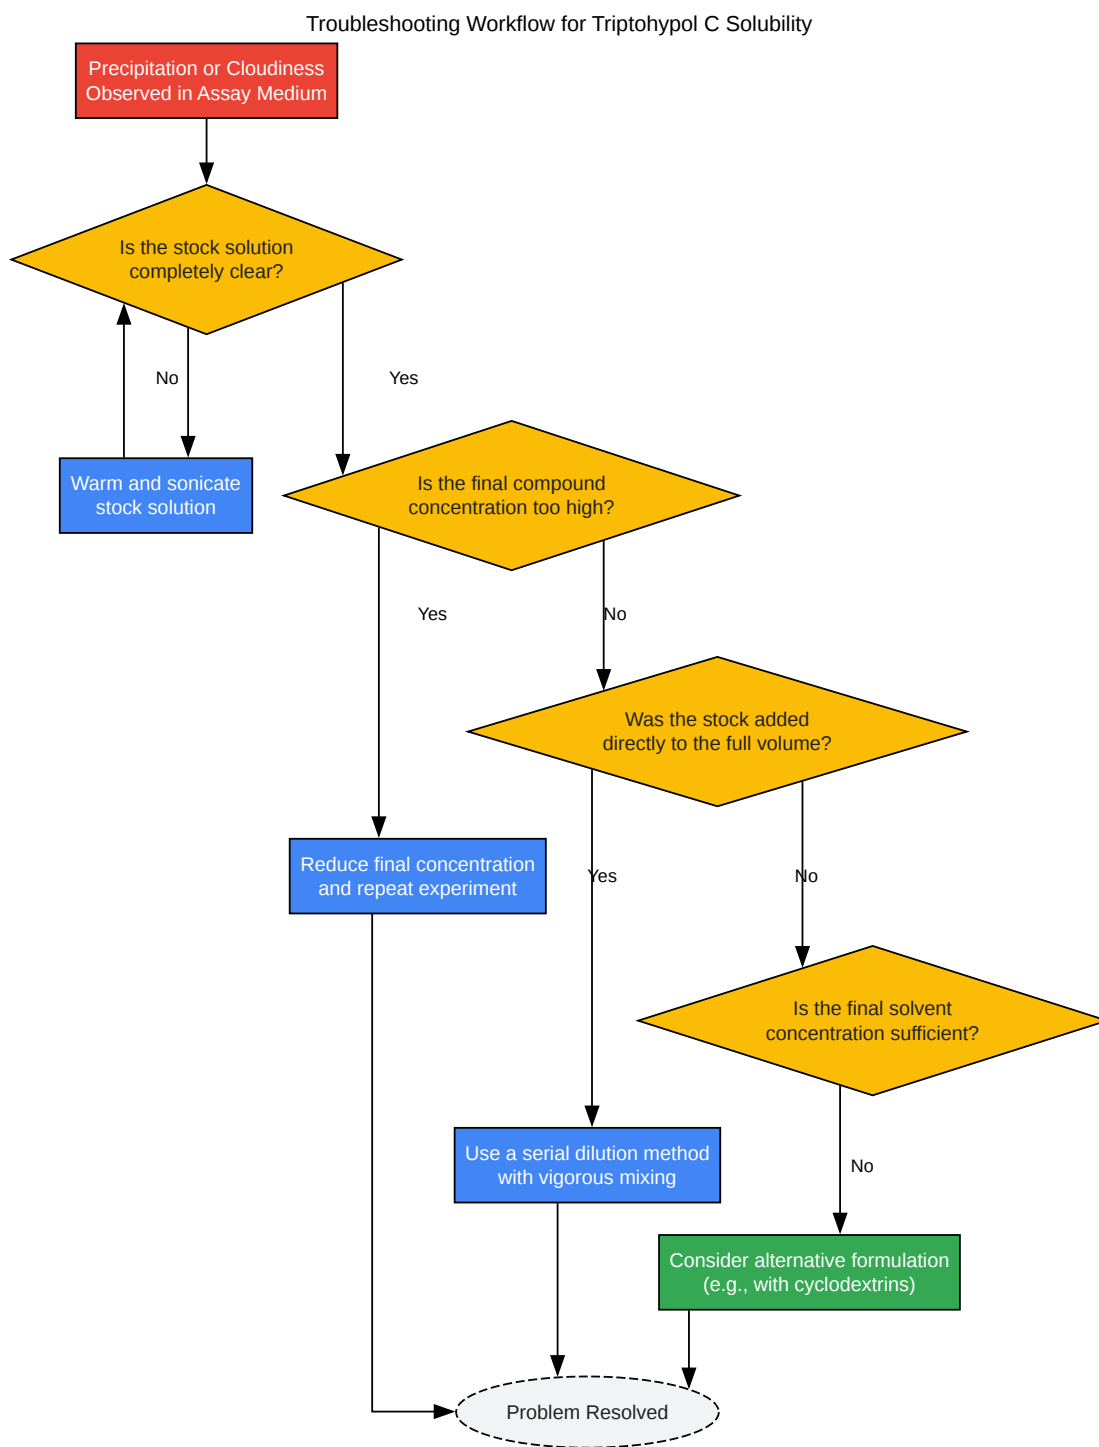 Troubleshooting Workflow for Triptohypol C Solubility
Precipitation or Cloudiness
Observed in Assay Medium
Is the stock solution
completely clear?
No
Yes
Warm and sonicate
stock solution
Is the final compound
concentration too high?
Yes
No
Was the stock added
directly to the full volume?
Reduce final concentration
and repeat experiment
Yes
No
Is the final solvent
concentration sufficient?
Use a serial dilution method
with vigorous mixing
No
Consider alternative formulation
(e.g., with cyclodextrins)
Problem Resolved